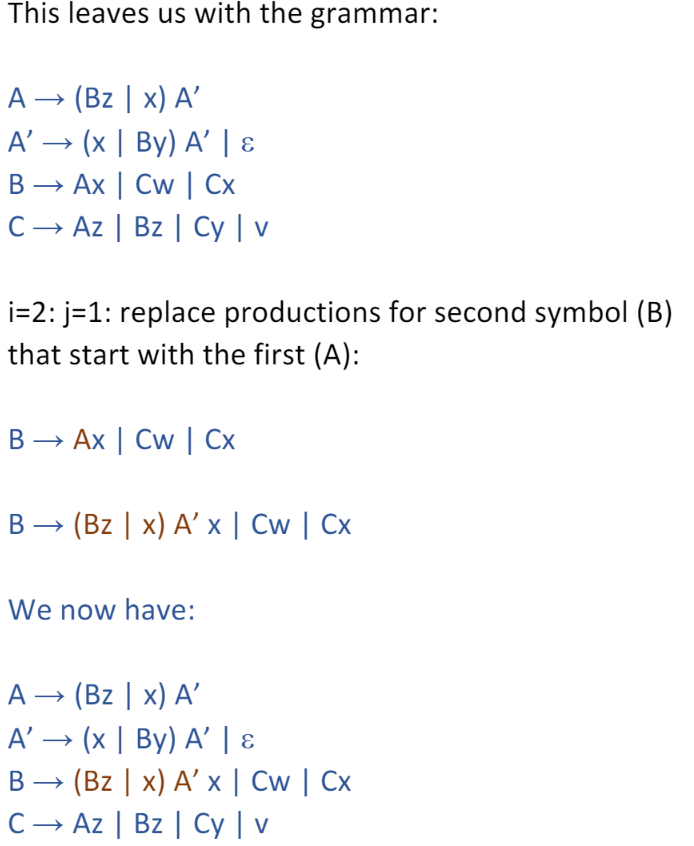 This leaves us with the grammar:
A → (Bz | x) A′
A′ → (x | By) A′ | ε
B → Ax | Cw | Cx
C → Az | Bz | Cy | v
i=2: j=1: replace productions for second symbol (B)
that start with the first (A):
B → Ax | Cw | Cx
B → (Bz | x) A′ x | Cw | Cx
We now have:
A → (Bz | x) A′
A′ → (x | By) A′ | ε
B → (Bz | x) A′ x | Cw | Cx
C → Az | Bz | Cy | v